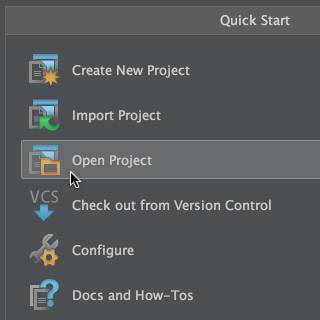 Quick Start
Create New Project
Import Project
Open Project
VCS
Check out from Version Control
Configure
Docs and How-Tos